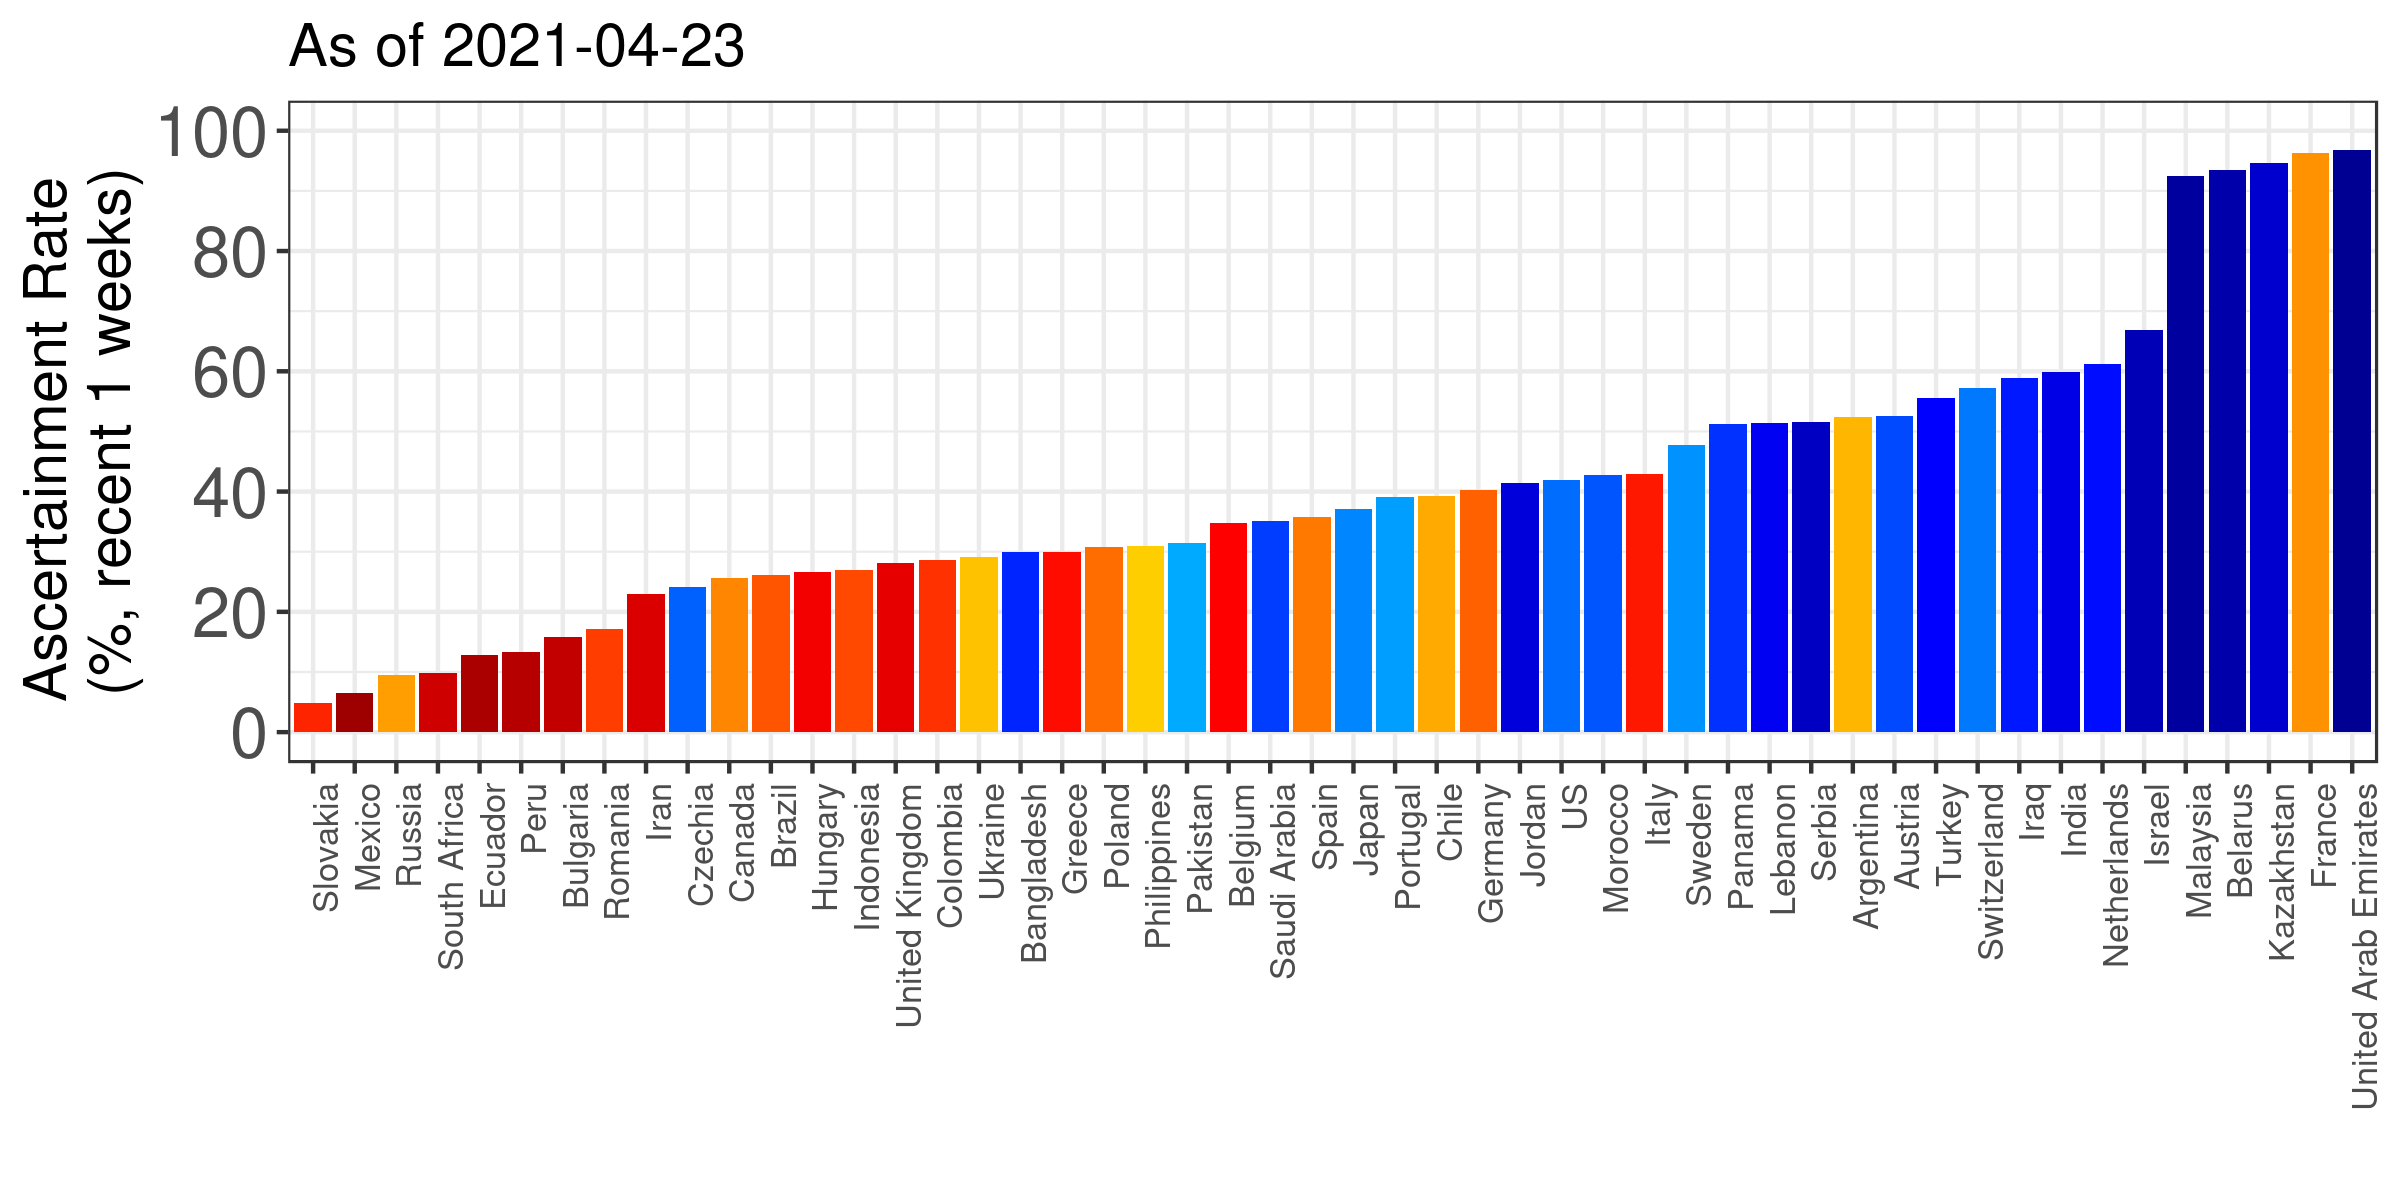 As of 2021-04-23
Ascertainment Rate
(%, recent 1 weeks)
100
80
60
40
20
0
Slovakia
Mexico
Russia
South Africa
Ecuador
Peru
Bulgaria
Romania
Iran
Czechia
Canada
Brazil
Hungary
Indonesia
United Kingdom
Colombia
Ukraine
Bangladesh
Greece
Poland
Philippines
Pakistan
Belgium
Saudi Arabia
Spain
Japan
Portugal
Chile
Germany
Jordan
US
Morocco
Italy
Sweden
Panama
Lebanon
Serbia
Argentina
Austria
Turkey
Switzerland
Iraq
India
Netherlands
Israel
Malaysia
Belarus
Kazakhstan
France
United Arab Emirates